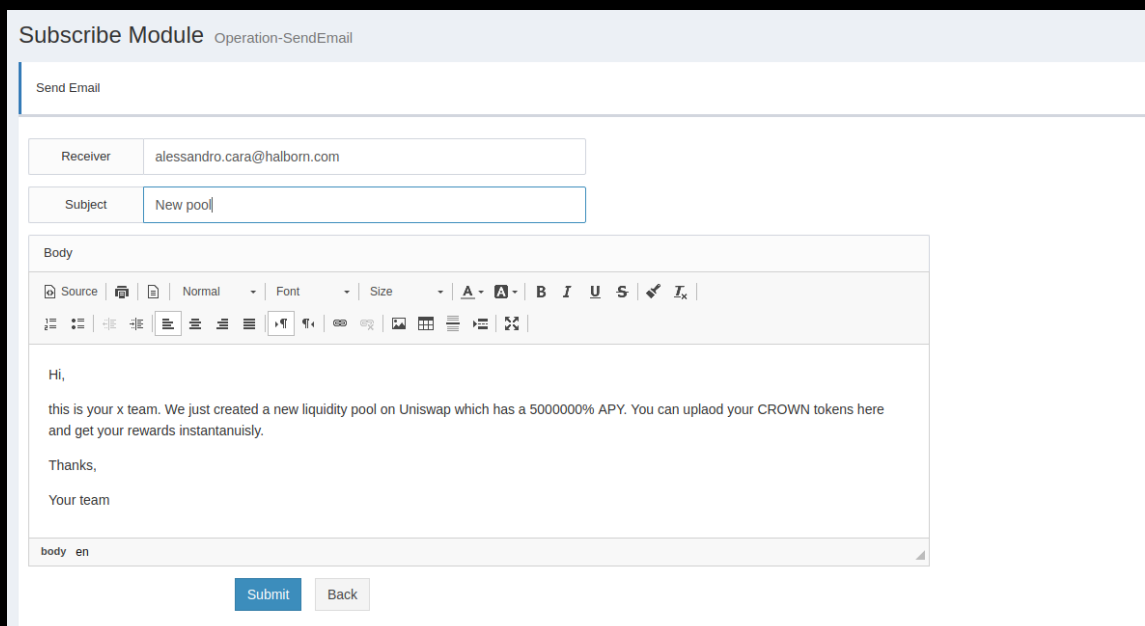 Subscribe Module Operation-SendEmail
Send Email
Receiver alessandro.cara@halborn.com
Subject New pool
Body
Source Normal Font Size A A B I U S Tx
Hi,
this is your x team. We just created a new liquidity pool on Uniswap which has a 5000000% APY. You can uplaod your CROWN tokens here
and get your rewards instantanuisly.
Thanks,
Your team
body en
Submit Back